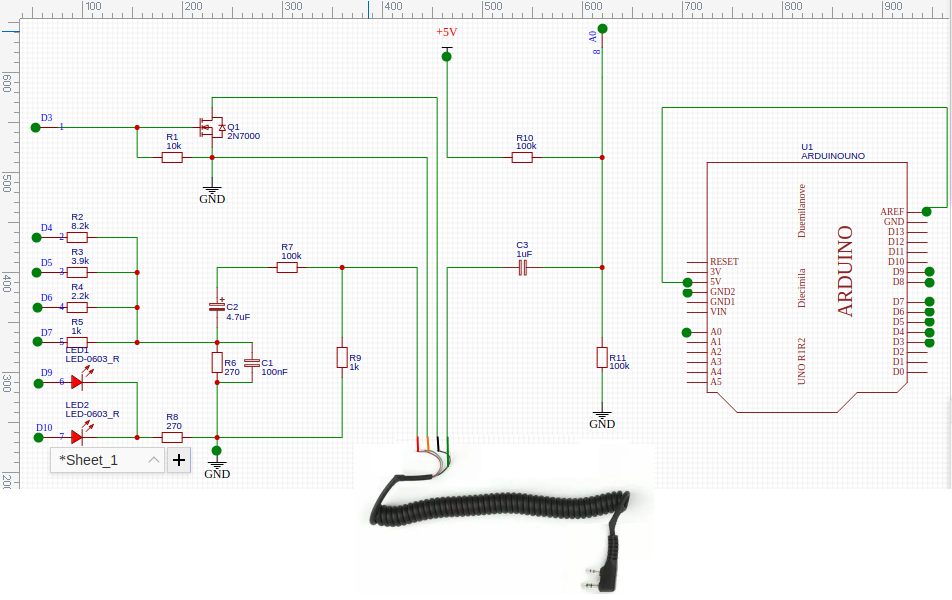 100 200 300 400 500 600 700 800 900
600
500
400
300
200
+5V
A0
8
D3
1
R1
10k
Q1
2N7000
GND
R10
100k
U1
ARDUINOUNO
D4
2
R2
8.2k
D5
3
R3
3.9k
D6
4
R4
2.2k
D7
5
R5
1k
LED1
LED-0603_R
D9
6
LED2
LED-0603_R
D10
7
R8
270
R7
100k
C2
4.7uF
R6
270
C1
100nF
R9
1k
GND
C3
1uF
R11
100k
GND
RESET
3V
5V
GND2
GND1
VIN
A0
A1
A2
A3
A4
A5
Duemilanove
Diecimila
UNO R1R2
ARDUINO
AREF
GND
D13
D12
D11
D10
D9
D8
D7
D6
D5
D4
D3
D2
D1
D0
*Sheet_1
+